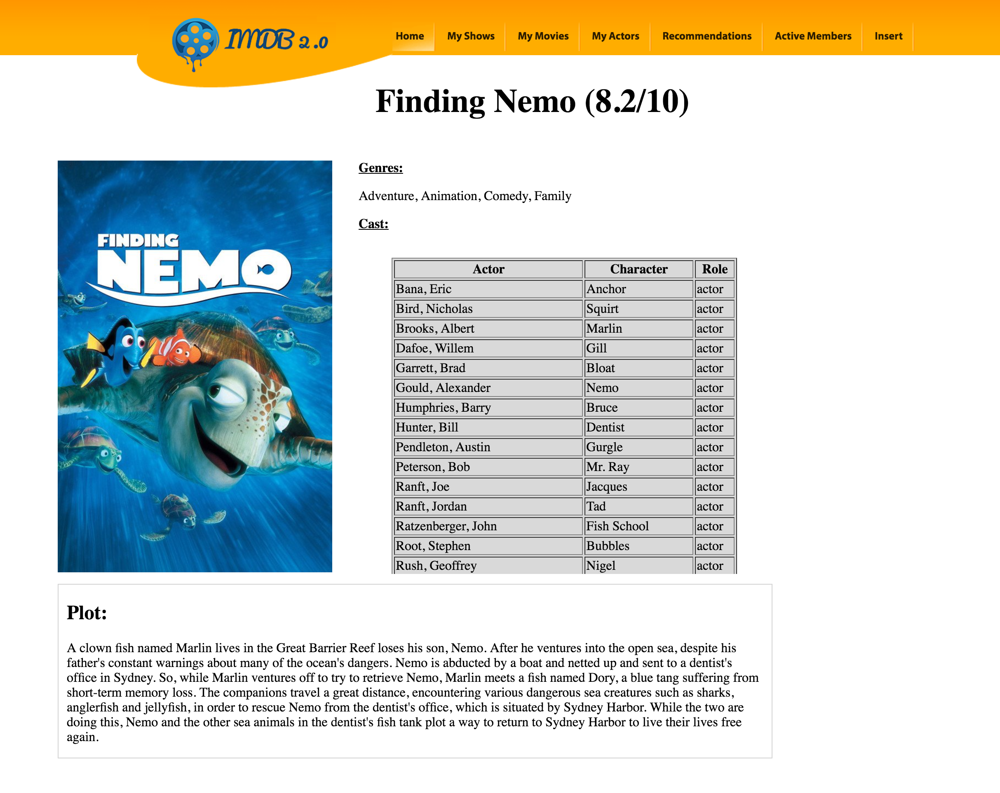 IMDB 2.0
Home My Shows My Movies My Actors Recommendations Active Members Insert
Finding Nemo (8.2/10)
FINDING
NEMO
Genres:
Adventure, Animation, Comedy, Family
Cast:
Actor Character Role
Bana, Eric Anchor actor
Bird, Nicholas Squirt actor
Brooks, Albert Marlin actor
Dafoe, Willem Gill actor
Garrett, Brad Bloat actor
Gould, Alexander Nemo actor
Humphries, Barry Bruce actor
Hunter, Bill Dentist actor
Pendleton, Austin Gurgle actor
Peterson, Bob Mr. Ray actor
Ranft, Joe Jacques actor
Ranft, Jordan Tad actor
Ratzenberger, John Fish School actor
Root, Stephen Bubbles actor
Rush, Geoffrey Nigel actor
Plot:
A clown fish named Marlin lives in the Great Barrier Reef loses his son, Nemo. After he ventures into the open sea, despite his
father's constant warnings about many of the ocean's dangers. Nemo is abducted by a boat and netted up and sent to a dentist's
office in Sydney. So, while Marlin ventures off to try to retrieve Nemo, Marlin meets a fish named Dory, a blue tang suffering from
short-term memory loss. The companions travel a great distance, encountering various dangerous sea creatures such as sharks,
anglerfish and jellyfish, in order to rescue Nemo from the dentist's office, which is situated by Sydney Harbor. While the two are
doing this, Nemo and the other sea animals in the dentist's fish tank plot a way to return to Sydney Harbor to live their lives free
again.